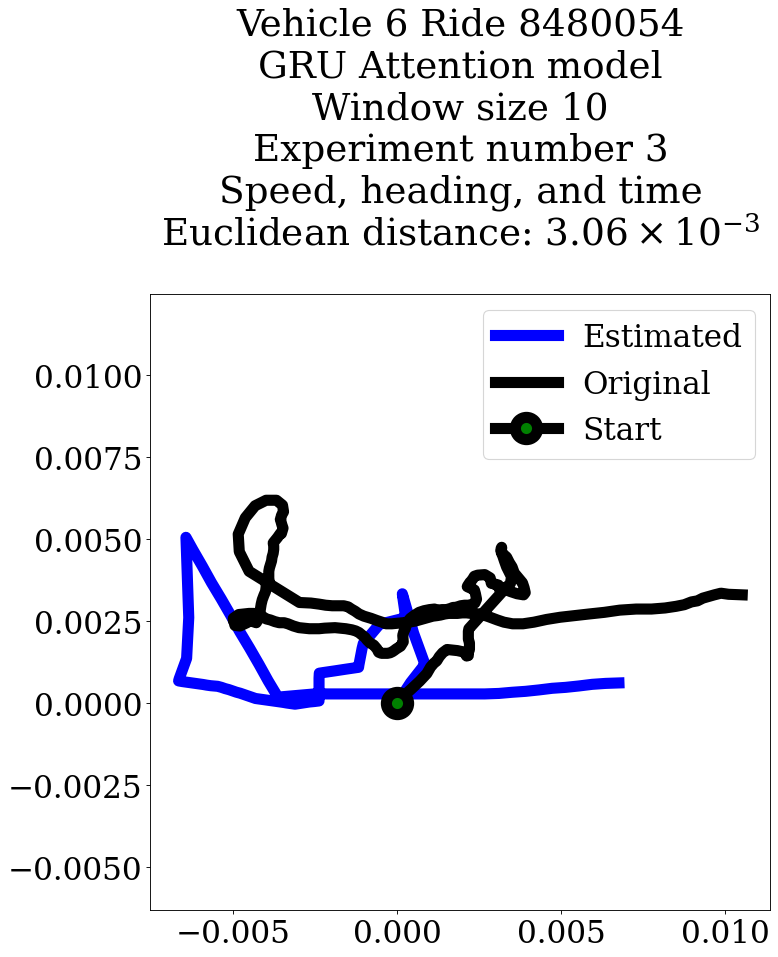 Vehicle 6 Ride 8480054
GRU Attention model
Window size 10
Experiment number 3
Speed, heading, and time
Euclidean distance: 3.06 × 10⁻³
Estimated
Original
Start
0.0100
0.0075
0.0050
0.0025
0.0000
−0.0025
−0.0050
−0.005 0.000 0.005 0.010